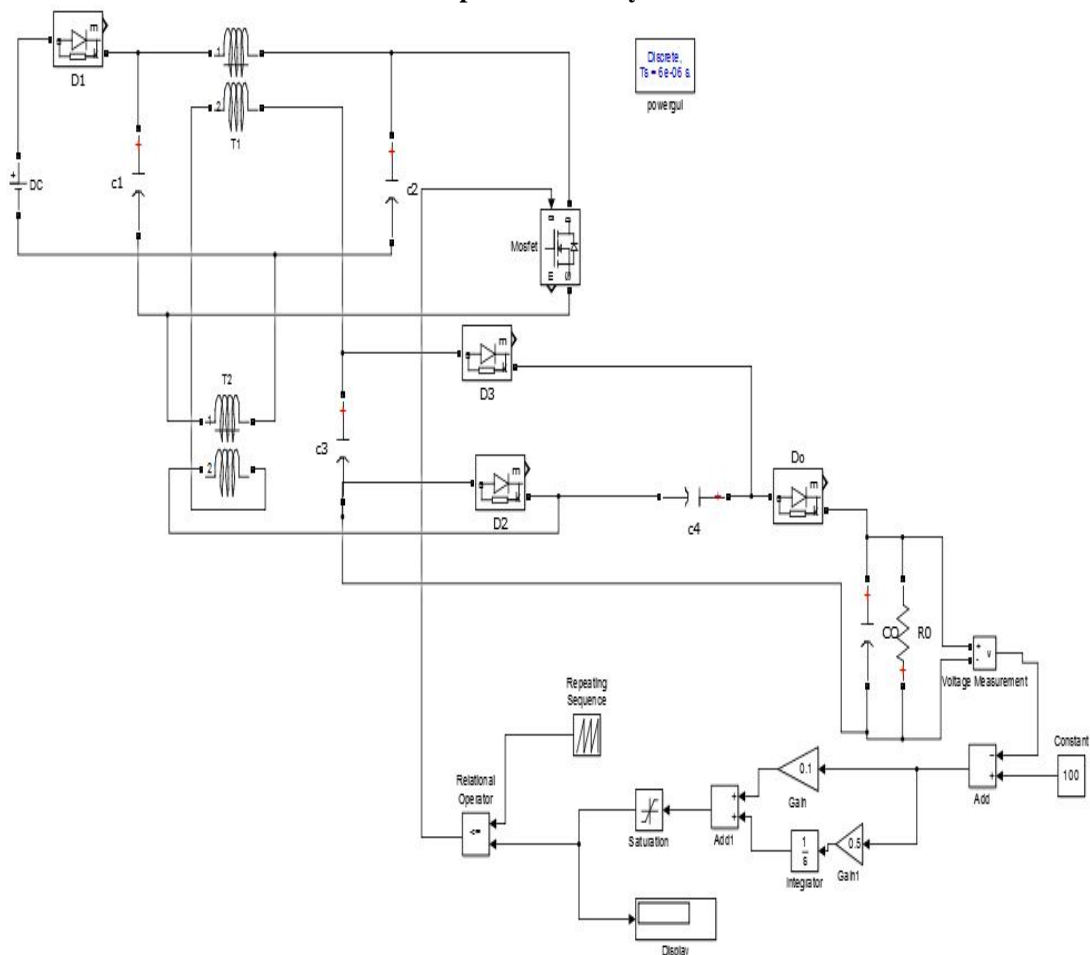 m
D1
1
2
T1
Discrete,
Ts = 6e-06 s.
powergui
+
DC
+
c1
+
c2
Mosfet
g
D
m
S
T2
1
2
+
c3
m
D3
m
D2
c4
+
Do
m
+
CO
R0
+
+
-
v
Voltage Measurement
Repeating
Sequence
Constant
100
−
+
Add
0.1
Gain
Relational
Operator
<=
Saturation
+
+
Add1
1
s
Integrator
0.5
Gain1
Display